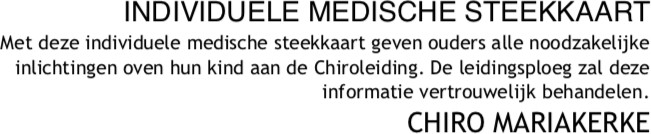 INDIVIDUELE MEDISCHE STEEKKAART
Met deze individuele medische steekkaart geven ouders alle noodzakelijke
inlichtingen oven hun kind aan de Chiroleiding. De leidingsploeg zal deze
informatie vertrouwelijk behandelen.
CHIRO MARIAKERKE